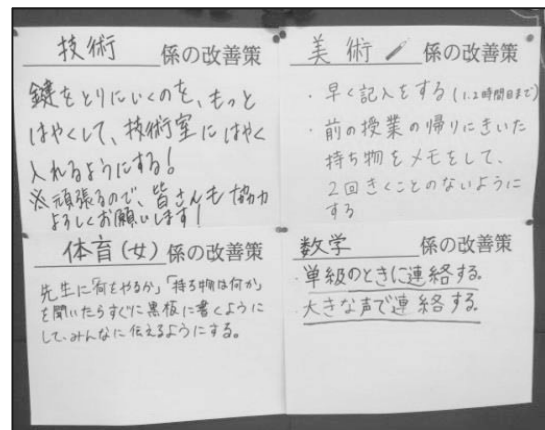 技術 係の改善策
鍵をとりにいくのを、もっと
はやくして、技術室にはやく
入れるようにする!
※頑張るので、皆さんも協力
よろしくお願いします!
美術 係の改善策
・早く記入をする(1.2時間目まで)
・前の授業の帰りにきいた
持ち物をメモをして、
2回きくことのないように
する
体育(女) 係の改善策
先生に「何をやるか」「持ち物は何か」
を聞いたらすぐに黒板に書くように
して、みんなに伝えるようにする。
数学 係の改善策
・単級のときに連絡する。
・大きな声で連絡する。